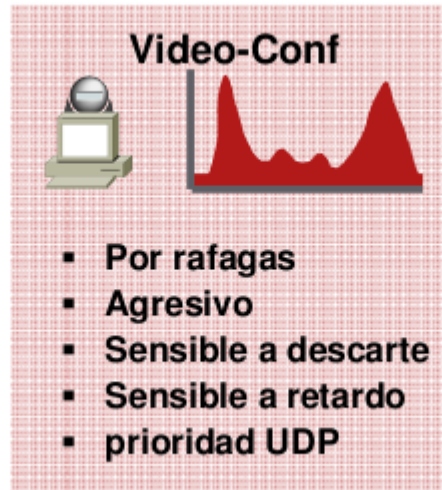 Video-Conf
▪ Por rafagas
▪ Agresivo
▪ Sensible a descarte
▪ Sensible a retardo
▪ prioridad UDP